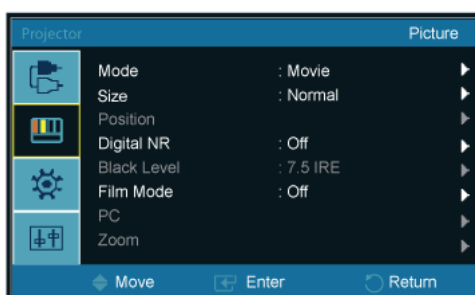 Projector Picture
Mode : Movie
Size : Normal
Position
Digital NR : Off
Black Level : 7.5 IRE
Film Mode : Off
PC
Zoom
Move Enter Return